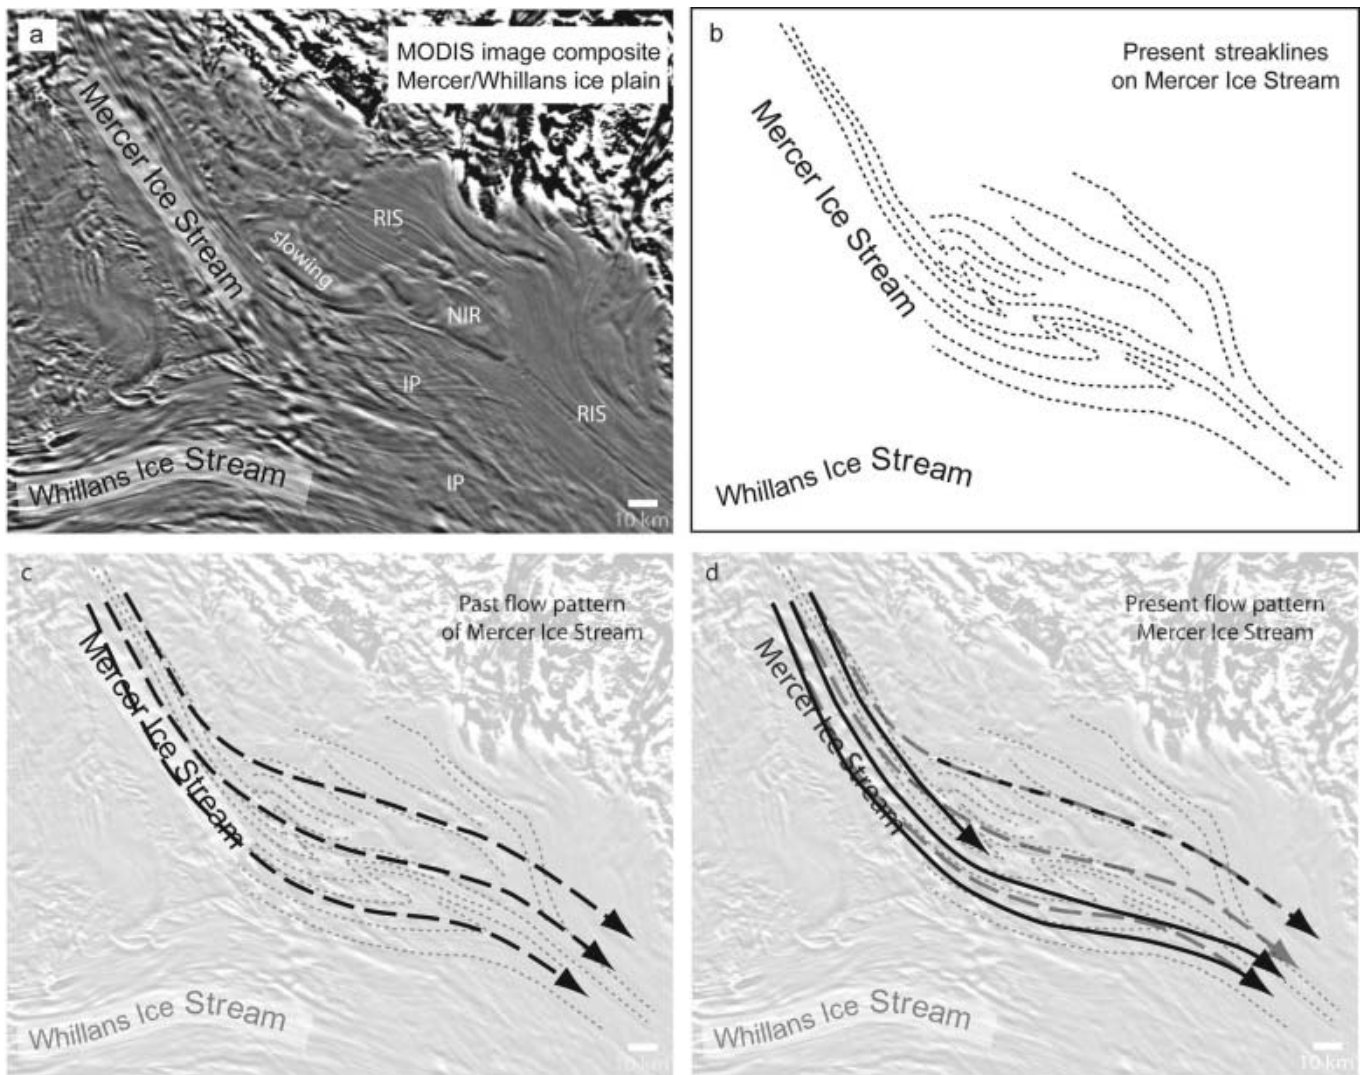 a
MODIS image composite
Mercer/Whillans ice plain
Mercer Ice Stream
RIS
slowing
NIR
IP
RIS
IP
Whillans Ice Stream
10 km
b
Present streaklines
on Mercer Ice Stream
Mercer Ice Stream
Whillans Ice Stream
c
Past flow pattern
of Mercer Ice Stream
Mercer Ice Stream
Whillans Ice Stream
10 km
d
Present flow pattern
Mercer Ice Stream
Mercer Ice Stream
Whillans Ice Stream
10 km